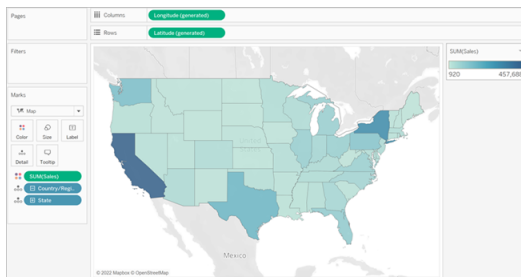 Pages
Columns
Longitude (generated)
Rows
Latitude (generated)
Filters
Marks
Map
Color
Size
Label
Detail
Tooltip
SUM(Sales)
Country/Regi..
State
Mexico
© 2022 Mapbox © OpenStreetMap
SUM(Sales)
920
457,688